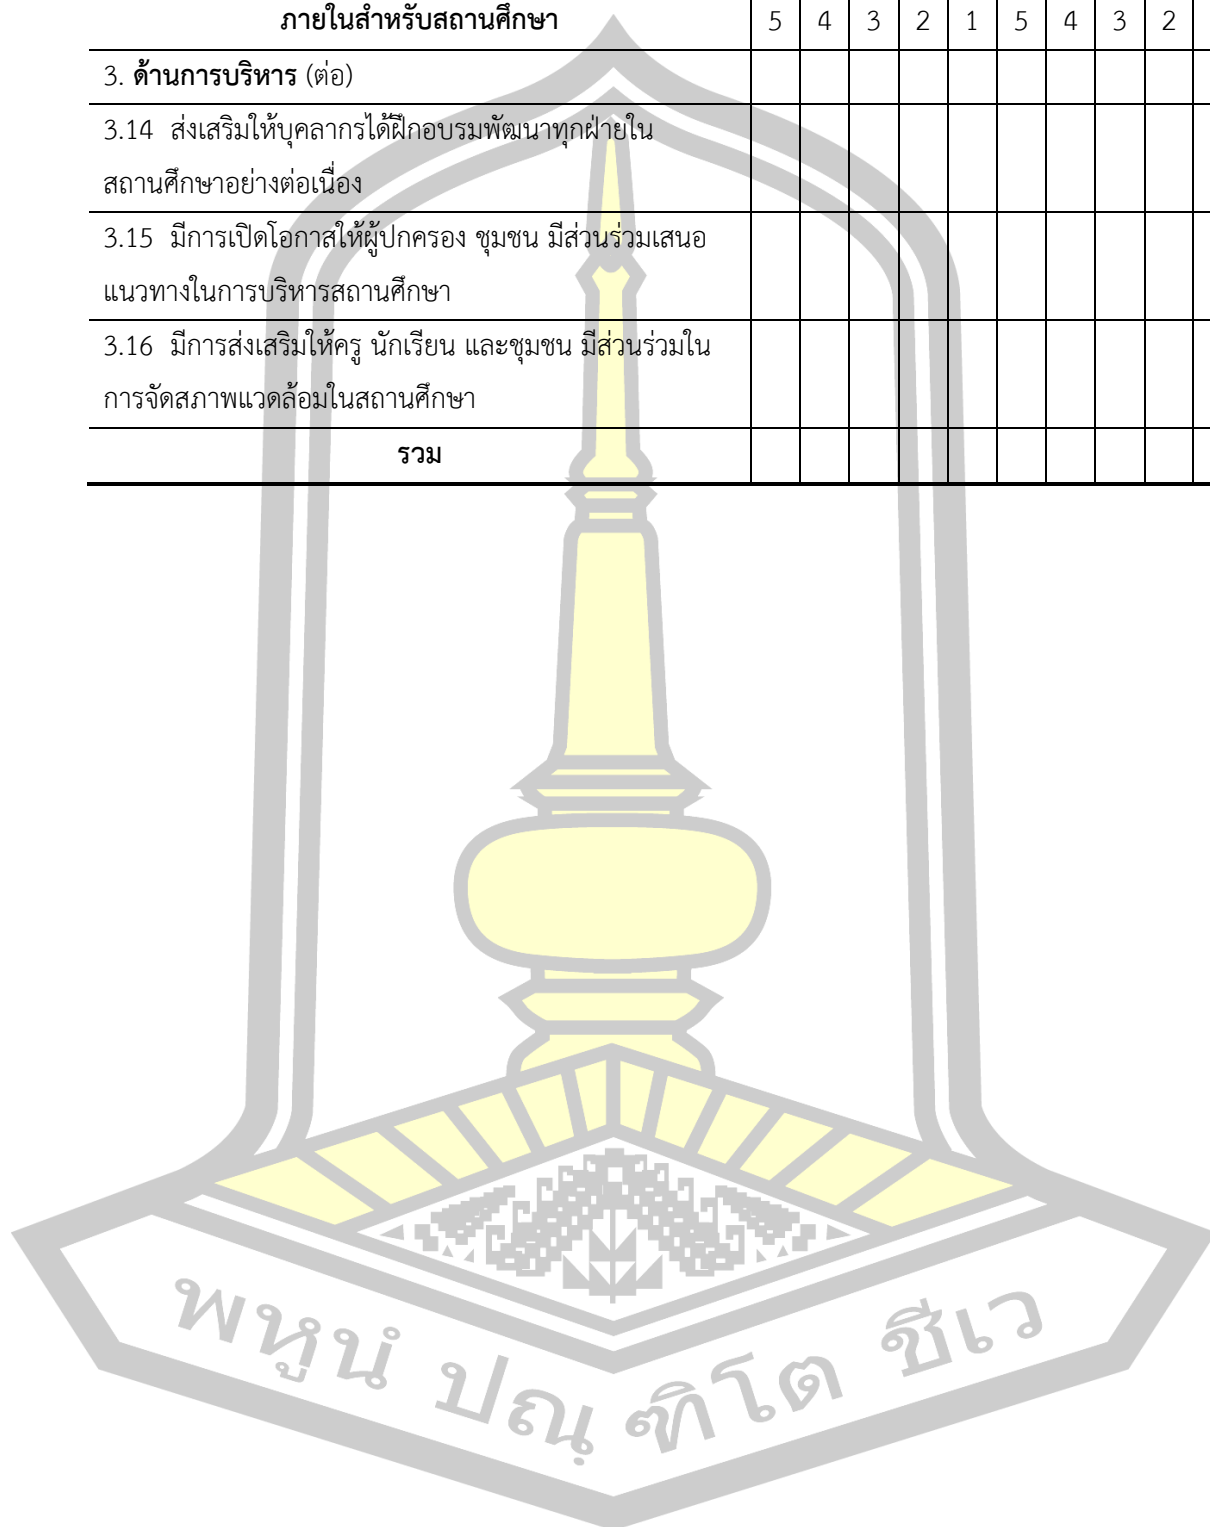 ภายในสำหรับสถานศึกษา 5 4 3 2 1 5 4 3 2
3. ด้านการบริหาร (ต่อ)
3.14 ส่งเสริมให้บุคลากรได้ฝึกอบรมพัฒนาทุกฝ่ายใน
สถานศึกษาอย่างต่อเนื่อง
3.15 มีการเปิดโอกาสให้ผู้ปกครอง ชุมชน มีส่วนร่วมเสนอ
แนวทางในการบริหารสถานศึกษา
3.16 มีการส่งเสริมให้ครู นักเรียน และชุมชน มีส่วนร่วมใน
การจัดสภาพแวดล้อมในสถานศึกษา
รวม
พหูนํ ปณฺฑิโต ชีเว